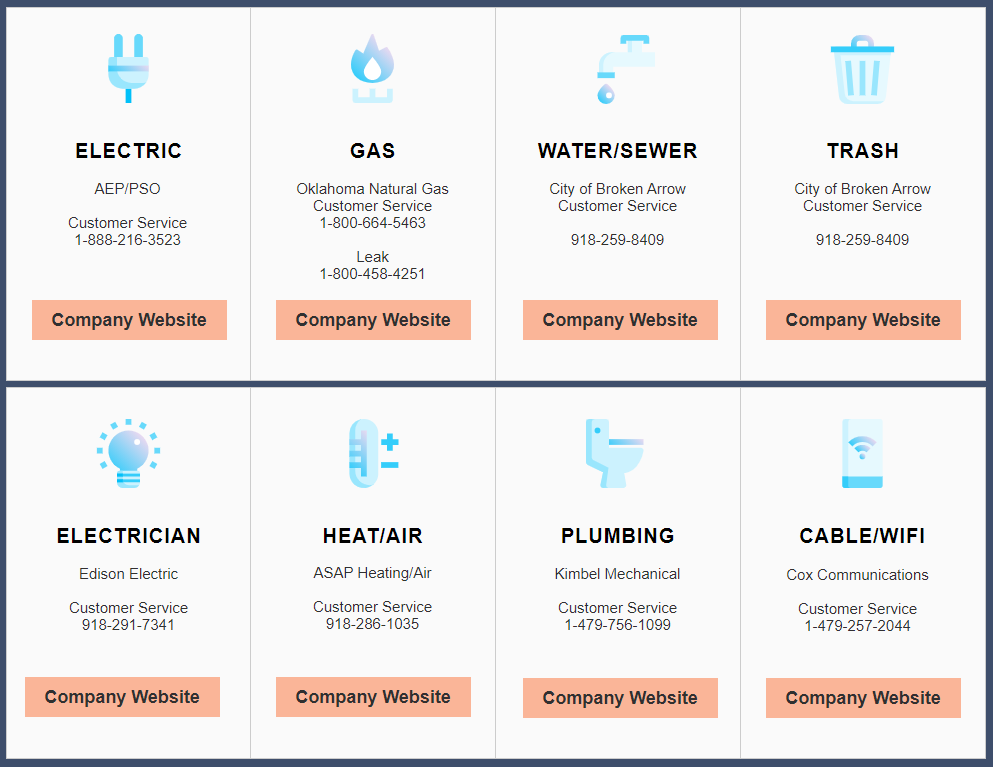 ELECTRIC
AEP/PSO
Customer Service
1-888-216-3523
Company Website
GAS
Oklahoma Natural Gas
Customer Service
1-800-664-5463
Leak
1-800-458-4251
Company Website
WATER/SEWER
City of Broken Arrow
Customer Service
918-259-8409
Company Website
TRASH
City of Broken Arrow
Customer Service
918-259-8409
Company Website
ELECTRICIAN
Edison Electric
Customer Service
918-291-7341
Company Website
HEAT/AIR
ASAP Heating/Air
Customer Service
918-286-1035
Company Website
PLUMBING
Kimbel Mechanical
Customer Service
1-479-756-1099
Company Website
CABLE/WIFI
Cox Communications
Customer Service
1-479-257-2044
Company Website